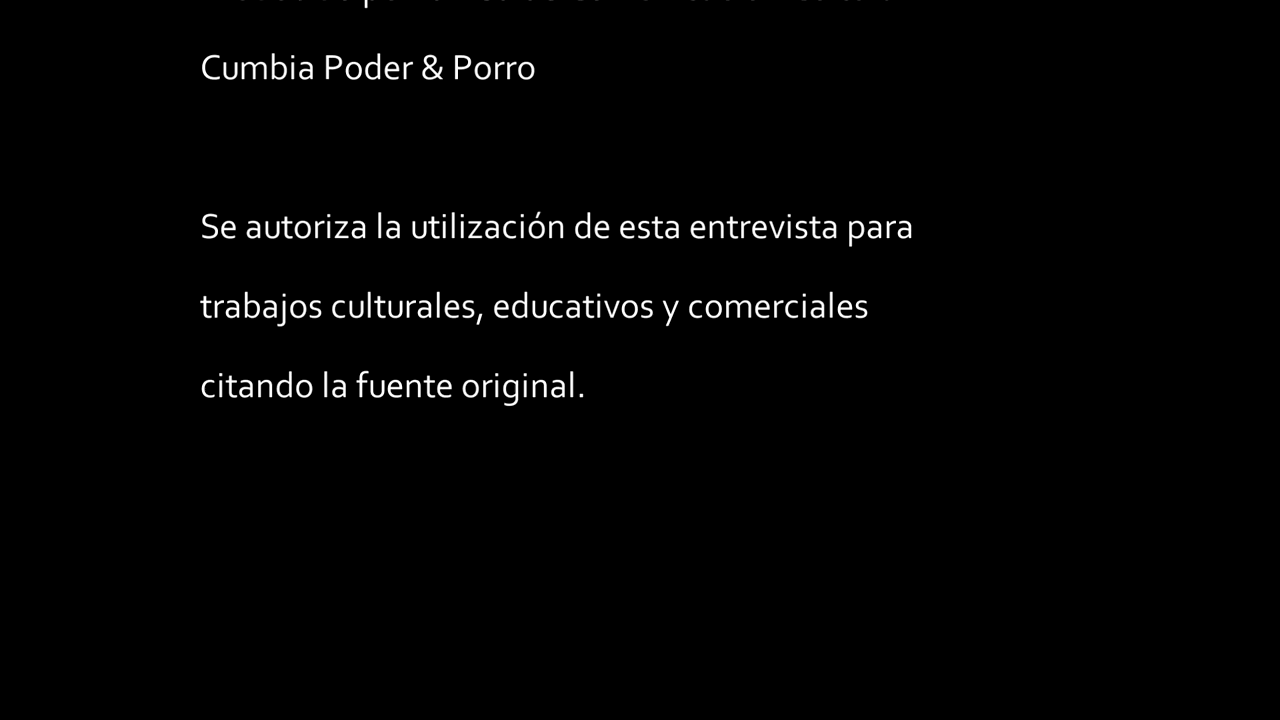 Cumbia Poder & Porro
Se autoriza la utilización de esta entrevista para
trabajos culturales, educativos y comerciales
citando la fuente original.